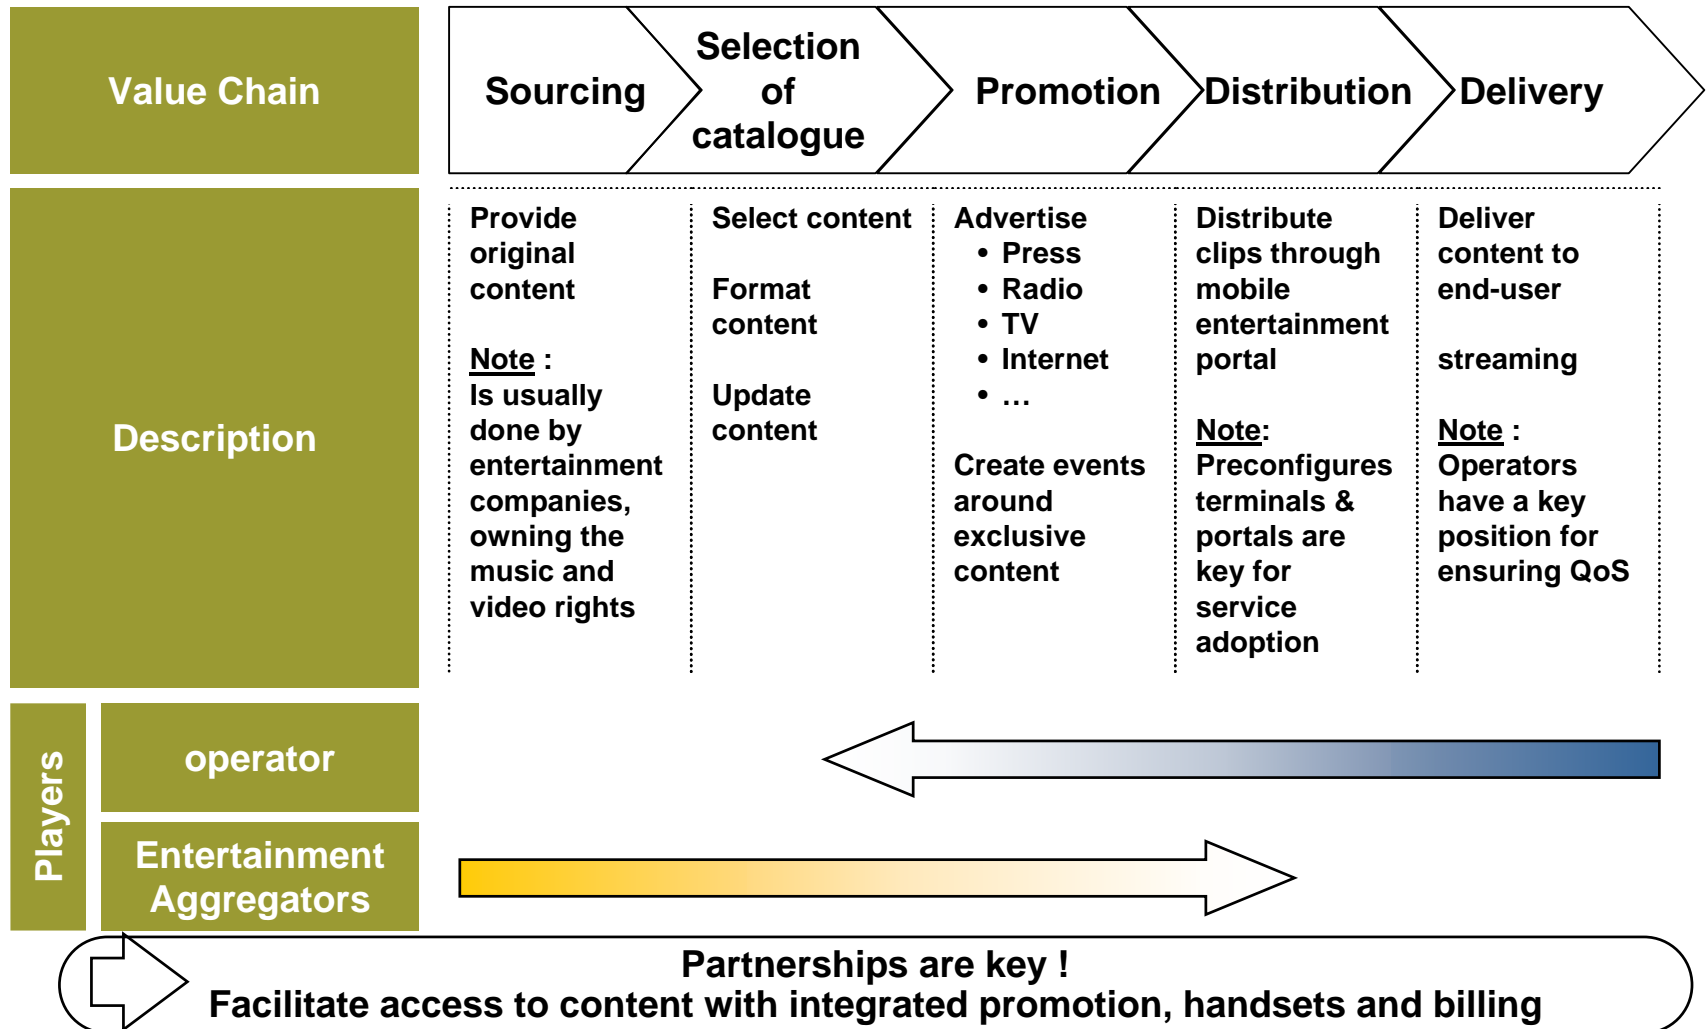 Value Chain
Sourcing
Selection
of
catalogue
Promotion
Distribution
Delivery
Description
Provide
original
content
Note :
Is usually
done by
entertainment
companies,
owning the
music and
video rights
Select content
Format
content
Update
content
Advertise
• Press
• Radio
• TV
• Internet
• …
Create events
around
exclusive
content
Distribute
clips through
mobile
entertainment
portal
Note:
Preconfigures
terminals &
portals are
key for
service
adoption
Deliver
content to
end-user
streaming
Note :
Operators
have a key
position for
ensuring QoS
Players
operator
Entertainment
Aggregators
Partnerships are key !
Facilitate access to content with integrated promotion, handsets and billing